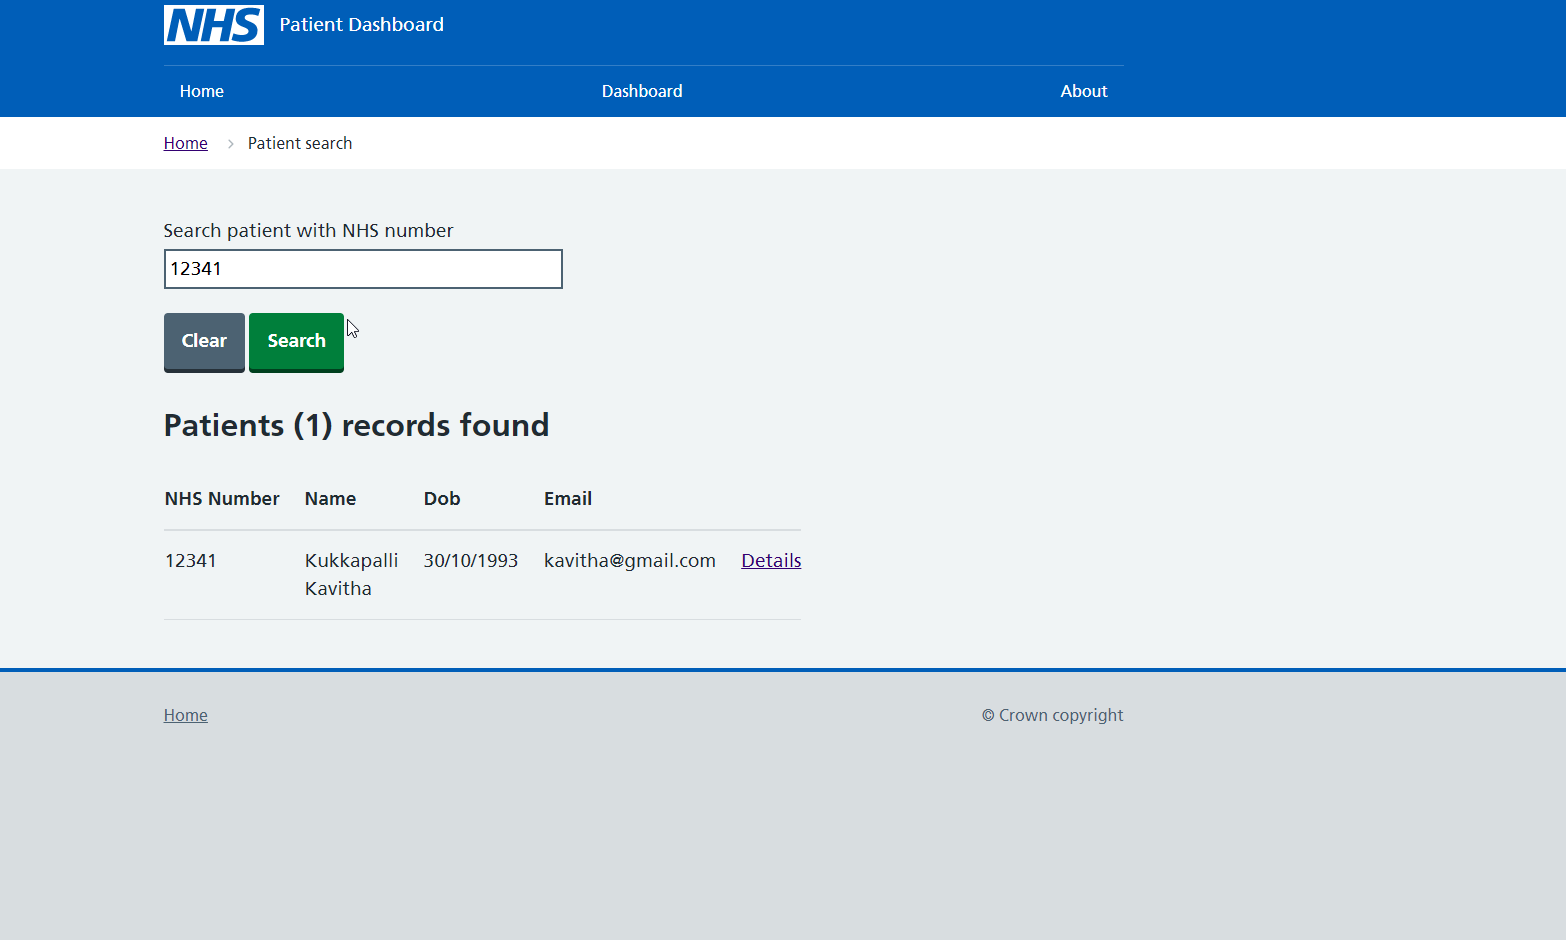 NHS Patient Dashboard
Home Dashboard About
Home > Patient search
Search patient with NHS number
12341
Clear Search
Patients (1) records found
NHS Number Name Dob Email
12341 Kukkapalli 30/10/1993 kavitha@gmail.com Details
Kavitha
Home © Crown copyright